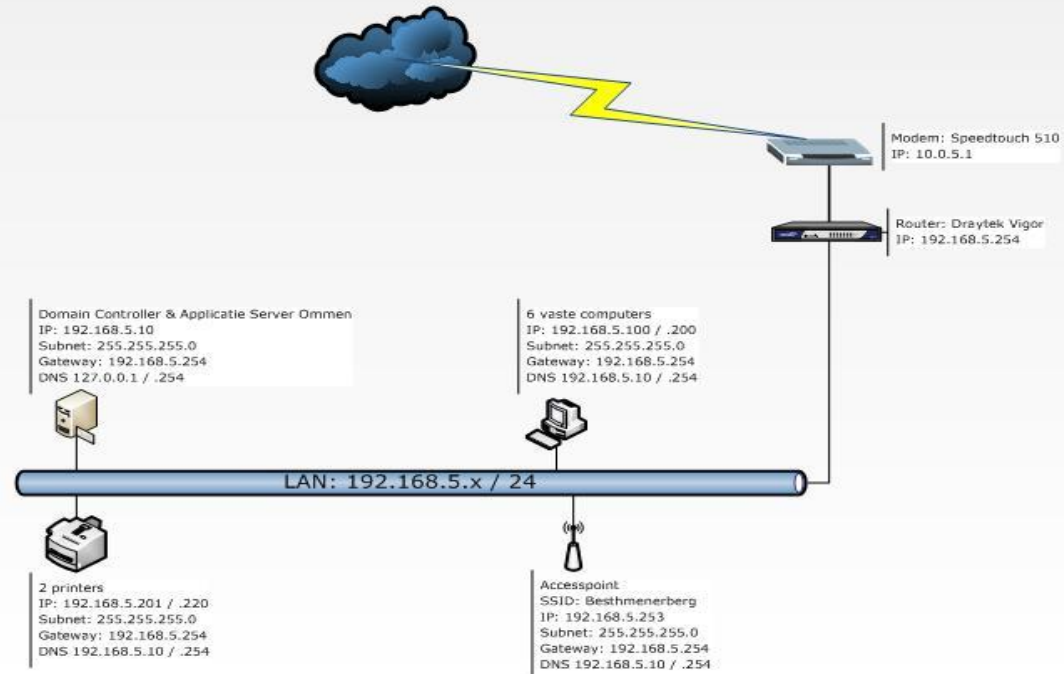 Modem: Speedtouch 510
IP: 10.0.5.1
Router: Draytek Vigor
IP: 192.168.5.254
Domain Controller & Applicatie Server Ommen
IP: 192.168.5.10
Subnet: 255.255.255.0
Gateway: 192.168.5.254
DNS 127.0.0.1 / .254
6 vaste computers
IP: 192.168.5.100 / .200
Subnet: 255.255.255.0
Gateway: 192.168.5.254
DNS 192.168.5.10 / .254
LAN: 192.168.5.x / 24
2 printers
IP: 192.168.5.201 / .220
Subnet: 255.255.255.0
Gateway: 192.168.5.254
DNS 192.168.5.10 / .254
Accesspoint
SSID: Besthmenerberg
IP: 192.168.5.253
Subnet: 255.255.255.0
Gateway: 192.168.5.254
DNS 192.168.5.10 / .254